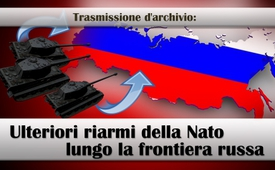 Trasmissione d'archivio:
Ulteriori riarmi della Nato
lungo la frontiera russa